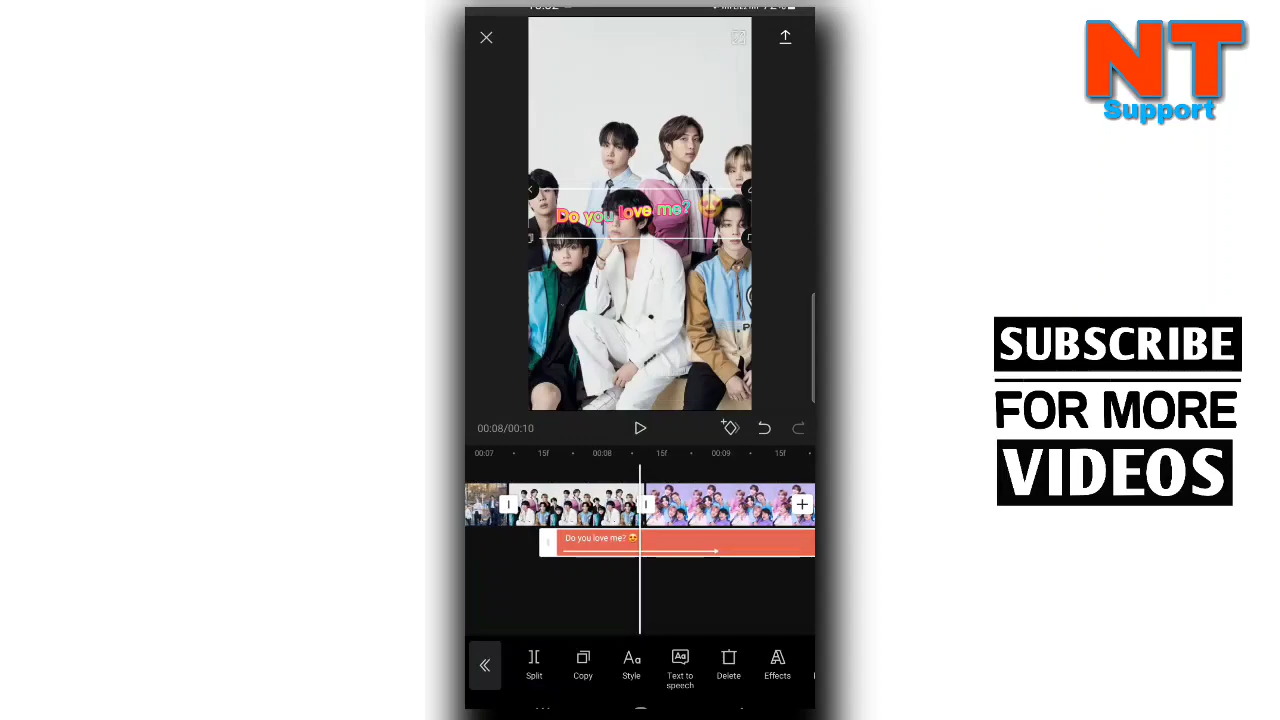 NT
Support
Do you love me? 😍
SUBSCRIBE
FOR MORE
VIDEOS
00:08/00:10
00:07 15f 00:08 15f 00:09 15f
Do you love me? 😍
Split Copy Style Text to speech Delete Effects